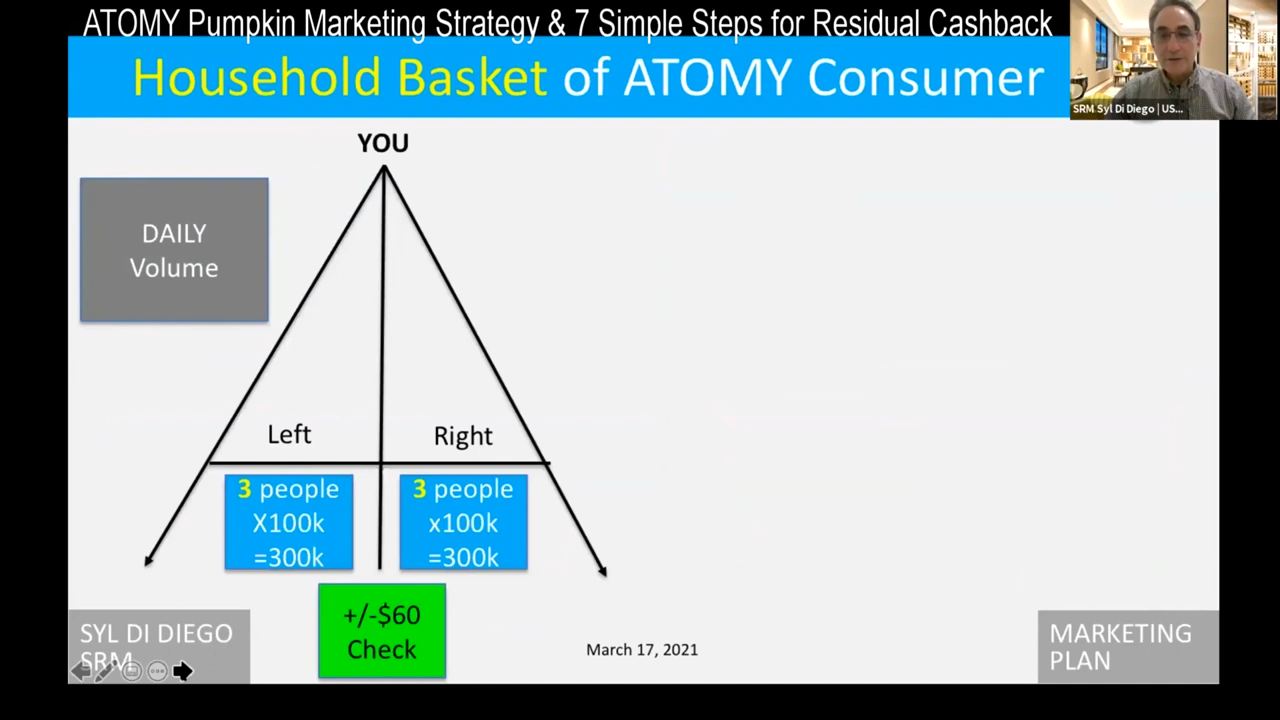 ATOMY Pumpkin Marketing Strategy & 7 Simple Steps for Residual Cashback
Household Basket of ATOMY Consumer
SRM Syl Di Diego | US...
YOU
DAILY
Volume
Left
Right
3 people
X100k
=300k
3 people
x100k
=300k
+/-$60
Check
SYL DI DIEGO
SRM
March 17, 2021
MARKETING
PLAN